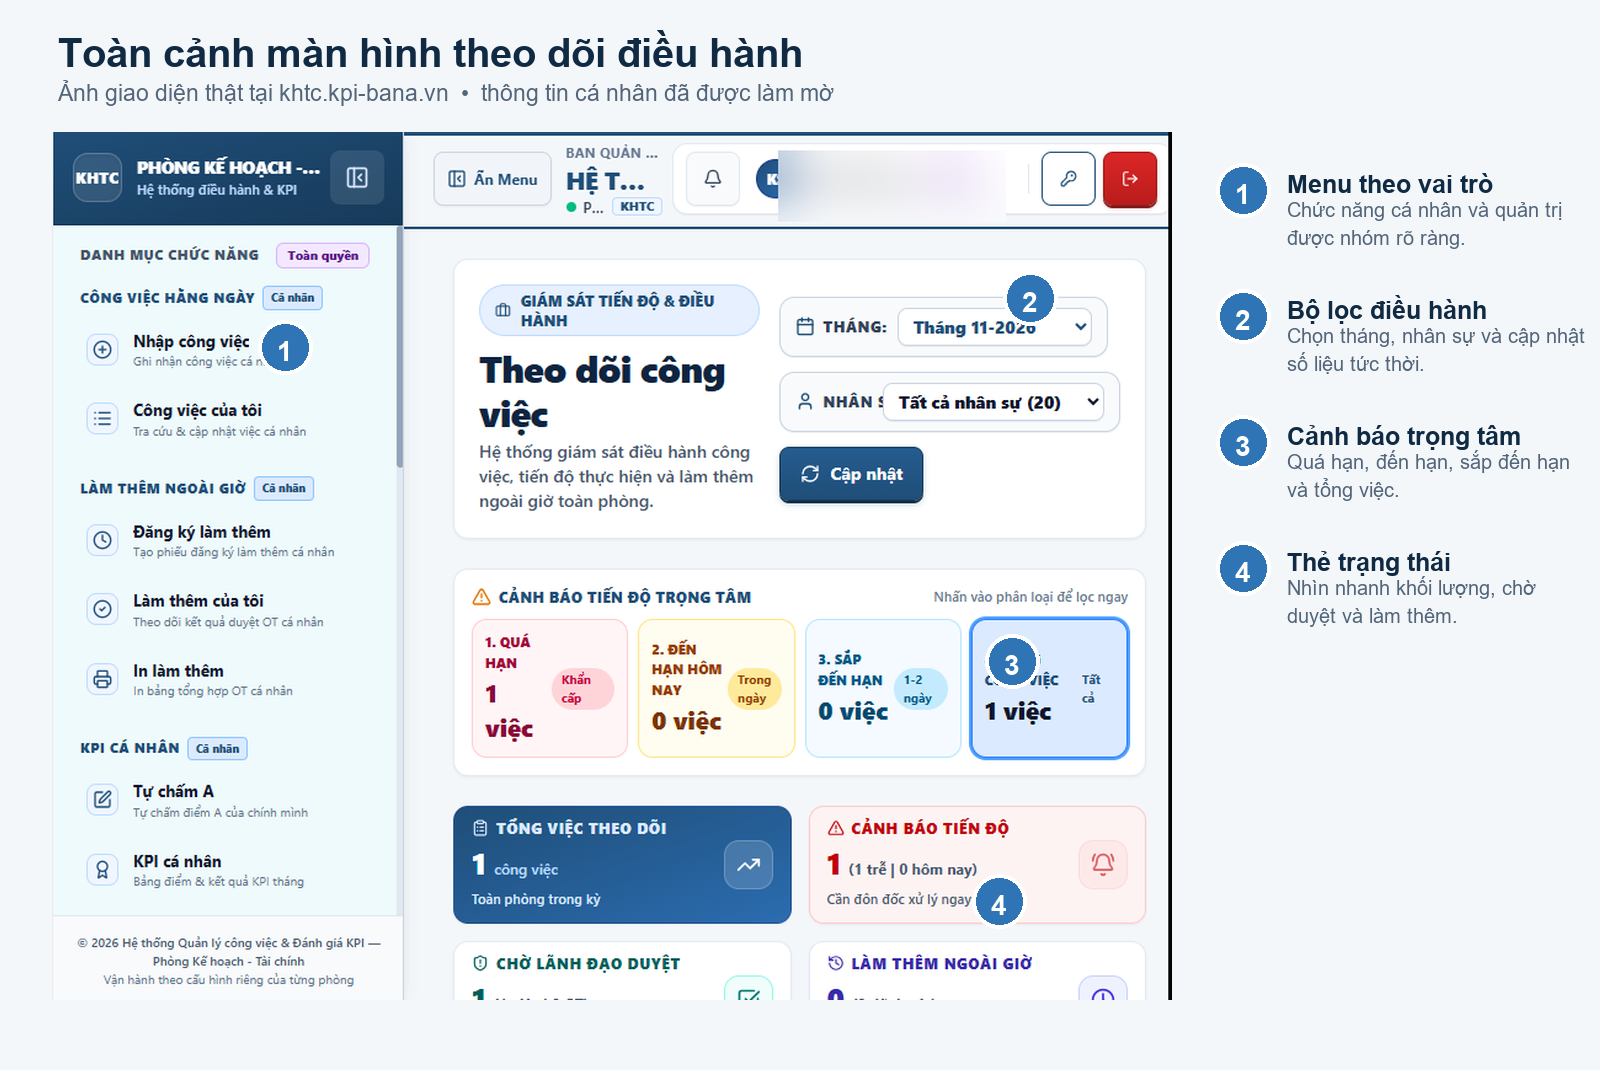 Toàn cảnh màn hình theo dõi điều hành
Ảnh giao diện thật tại khtc.kpi-bana.vn • thông tin cá nhân đã được làm mờ
KHTC
PHÒNG KẾ HOẠCH -...
Hệ thống điều hành & KPI
DANH MỤC CHỨC NĂNG
Toàn quyền
CÔNG VIỆC HẰNG NGÀY
Cá nhân
Nhập công việc
Ghi nhận công việc cá n
1
Công việc của tôi
Tra cứu & cập nhật việc cá nhân
LÀM THÊM NGOÀI GIỜ
Cá nhân
Đăng ký làm thêm
Tạo phiếu đăng ký làm thêm cá nhân
Làm thêm của tôi
Theo dõi kết quả duyệt OT cá nhân
In làm thêm
In bảng tổng hợp OT cá nhân
KPI CÁ NHÂN
Cá nhân
Tự chấm A
Tự chấm điểm A của chính mình
KPI cá nhân
Bảng điểm & kết quả KPI tháng
© 2026 Hệ thống Quản lý công việc & Đánh giá KPI —
Phòng Kế hoạch - Tài chính
Vận hành theo cấu hình riêng của từng phòng
Ẩn Menu
BAN QUẢN ...
HỆ T...
P...
KHTC
GIÁM SÁT TIẾN ĐỘ & ĐIỀU
HÀNH
Theo dõi công
việc
Hệ thống giám sát điều hành công
việc, tiến độ thực hiện và làm thêm
ngoài giờ toàn phòng.
THÁNG:
Tháng 11-2026
2
NHÂN
Tất cả nhân sự (20)
Cập nhật
CẢNH BÁO TIẾN ĐỘ TRỌNG TÂM
Nhấn vào phân loại để lọc ngay
1. QUÁ
HẠN
1
việc
Khẩn
cấp
2. ĐẾN
HẠN HÔM
NAY
0 việc
Trong
ngày
3. SẮP
ĐẾN HẠN
0 việc
1-2
ngày
3
VIỆC
1 việc
Tất
cả
TỔNG VIỆC THEO DÕI
1 công việc
Toàn phòng trong kỳ
CẢNH BÁO TIẾN ĐỘ
1 (1 trễ | 0 hôm nay)
Cần đôn đốc xử lý ngay
4
CHỜ LÃNH ĐẠO DUYỆT
1
LÀM THÊM NGOÀI GIỜ
0
1
Menu theo vai trò
Chức năng cá nhân và quản trị
được nhóm rõ ràng.
2
Bộ lọc điều hành
Chọn tháng, nhân sự và cập nhật
số liệu tức thời.
3
Cảnh báo trọng tâm
Quá hạn, đến hạn, sắp đến hạn
và tổng việc.
4
Thẻ trạng thái
Nhìn nhanh khối lượng, chờ
duyệt và làm thêm.